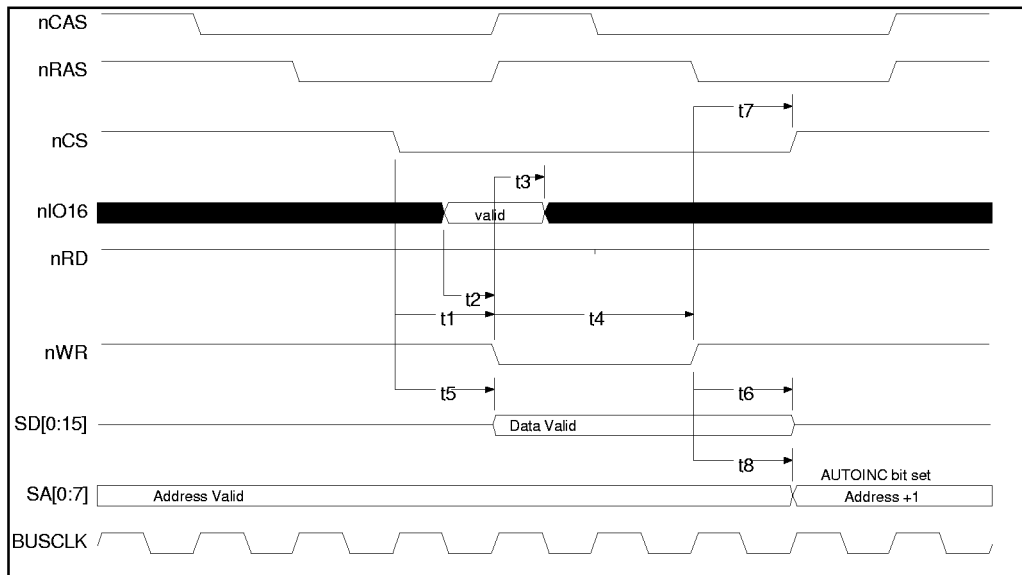 nCAS
nRAS
t7
nCS
t3
nIO16
valid
nRD
t2
t1
t4
nWR
t5
t6
SD[0:15]
Data Valid
t8
AUTOINC bit set
SA[0:7]
Address Valid
Address +1
BUSCLK